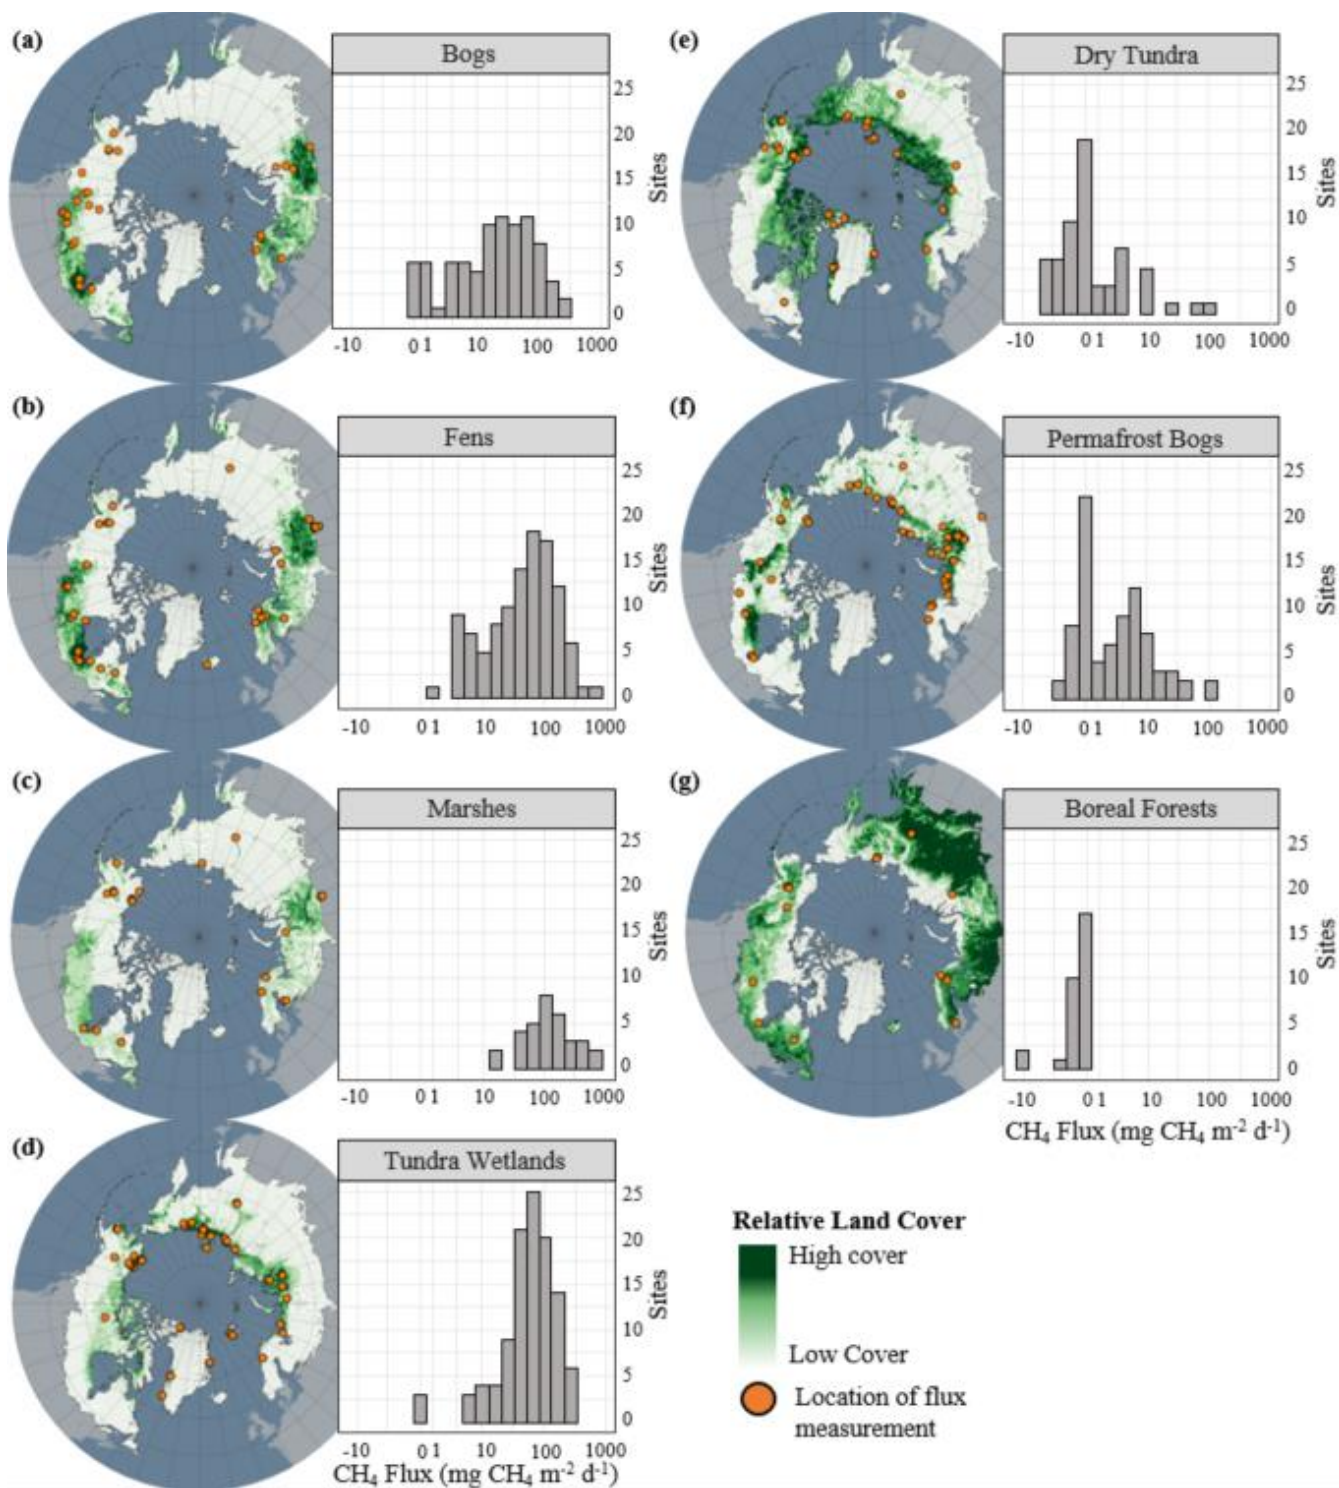 (a)
Bogs
25
20
15
10
5
0
Sites
-10 0 1 10 100 1000
(b)
Fens
25
20
15
10
5
0
Sites
-10 0 1 10 100 1000
(c)
Marshes
25
20
15
10
5
0
Sites
-10 0 1 10 100 1000
(d)
Tundra Wetlands
25
20
15
10
5
0
Sites
-10 0 1 10 100 1000
CH₄ Flux (mg CH₄ m⁻² d⁻¹)
(e)
Dry Tundra
25
20
15
10
5
0
Sites
-10 0 1 10 100 1000
(f)
Permafrost Bogs
25
20
15
10
5
0
Sites
-10 0 1 10 100 1000
(g)
Boreal Forests
25
20
15
10
5
0
Sites
-10 0 1 10 100 1000
CH₄ Flux (mg CH₄ m⁻² d⁻¹)
Relative Land Cover
High cover
Low Cover
Location of flux
measurement